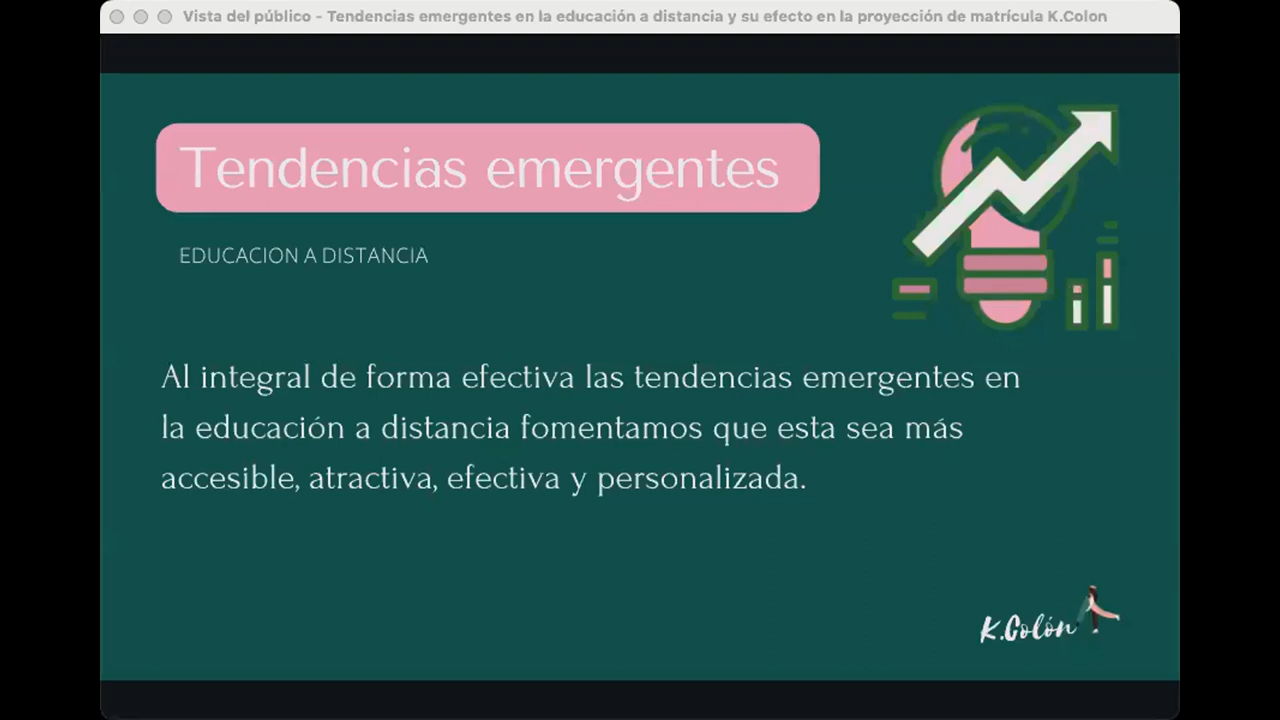 Vista del público - Tendencias emergentes en la educación a distancia y su efecto en la proyección de matrícula K.Colon
Tendencias emergentes
EDUCACION A DISTANCIA
Al integral de forma efectiva las tendencias emergentes en
la educación a distancia fomentamos que esta sea más
accesible, atractiva, efectiva y personalizada.
K.Colón